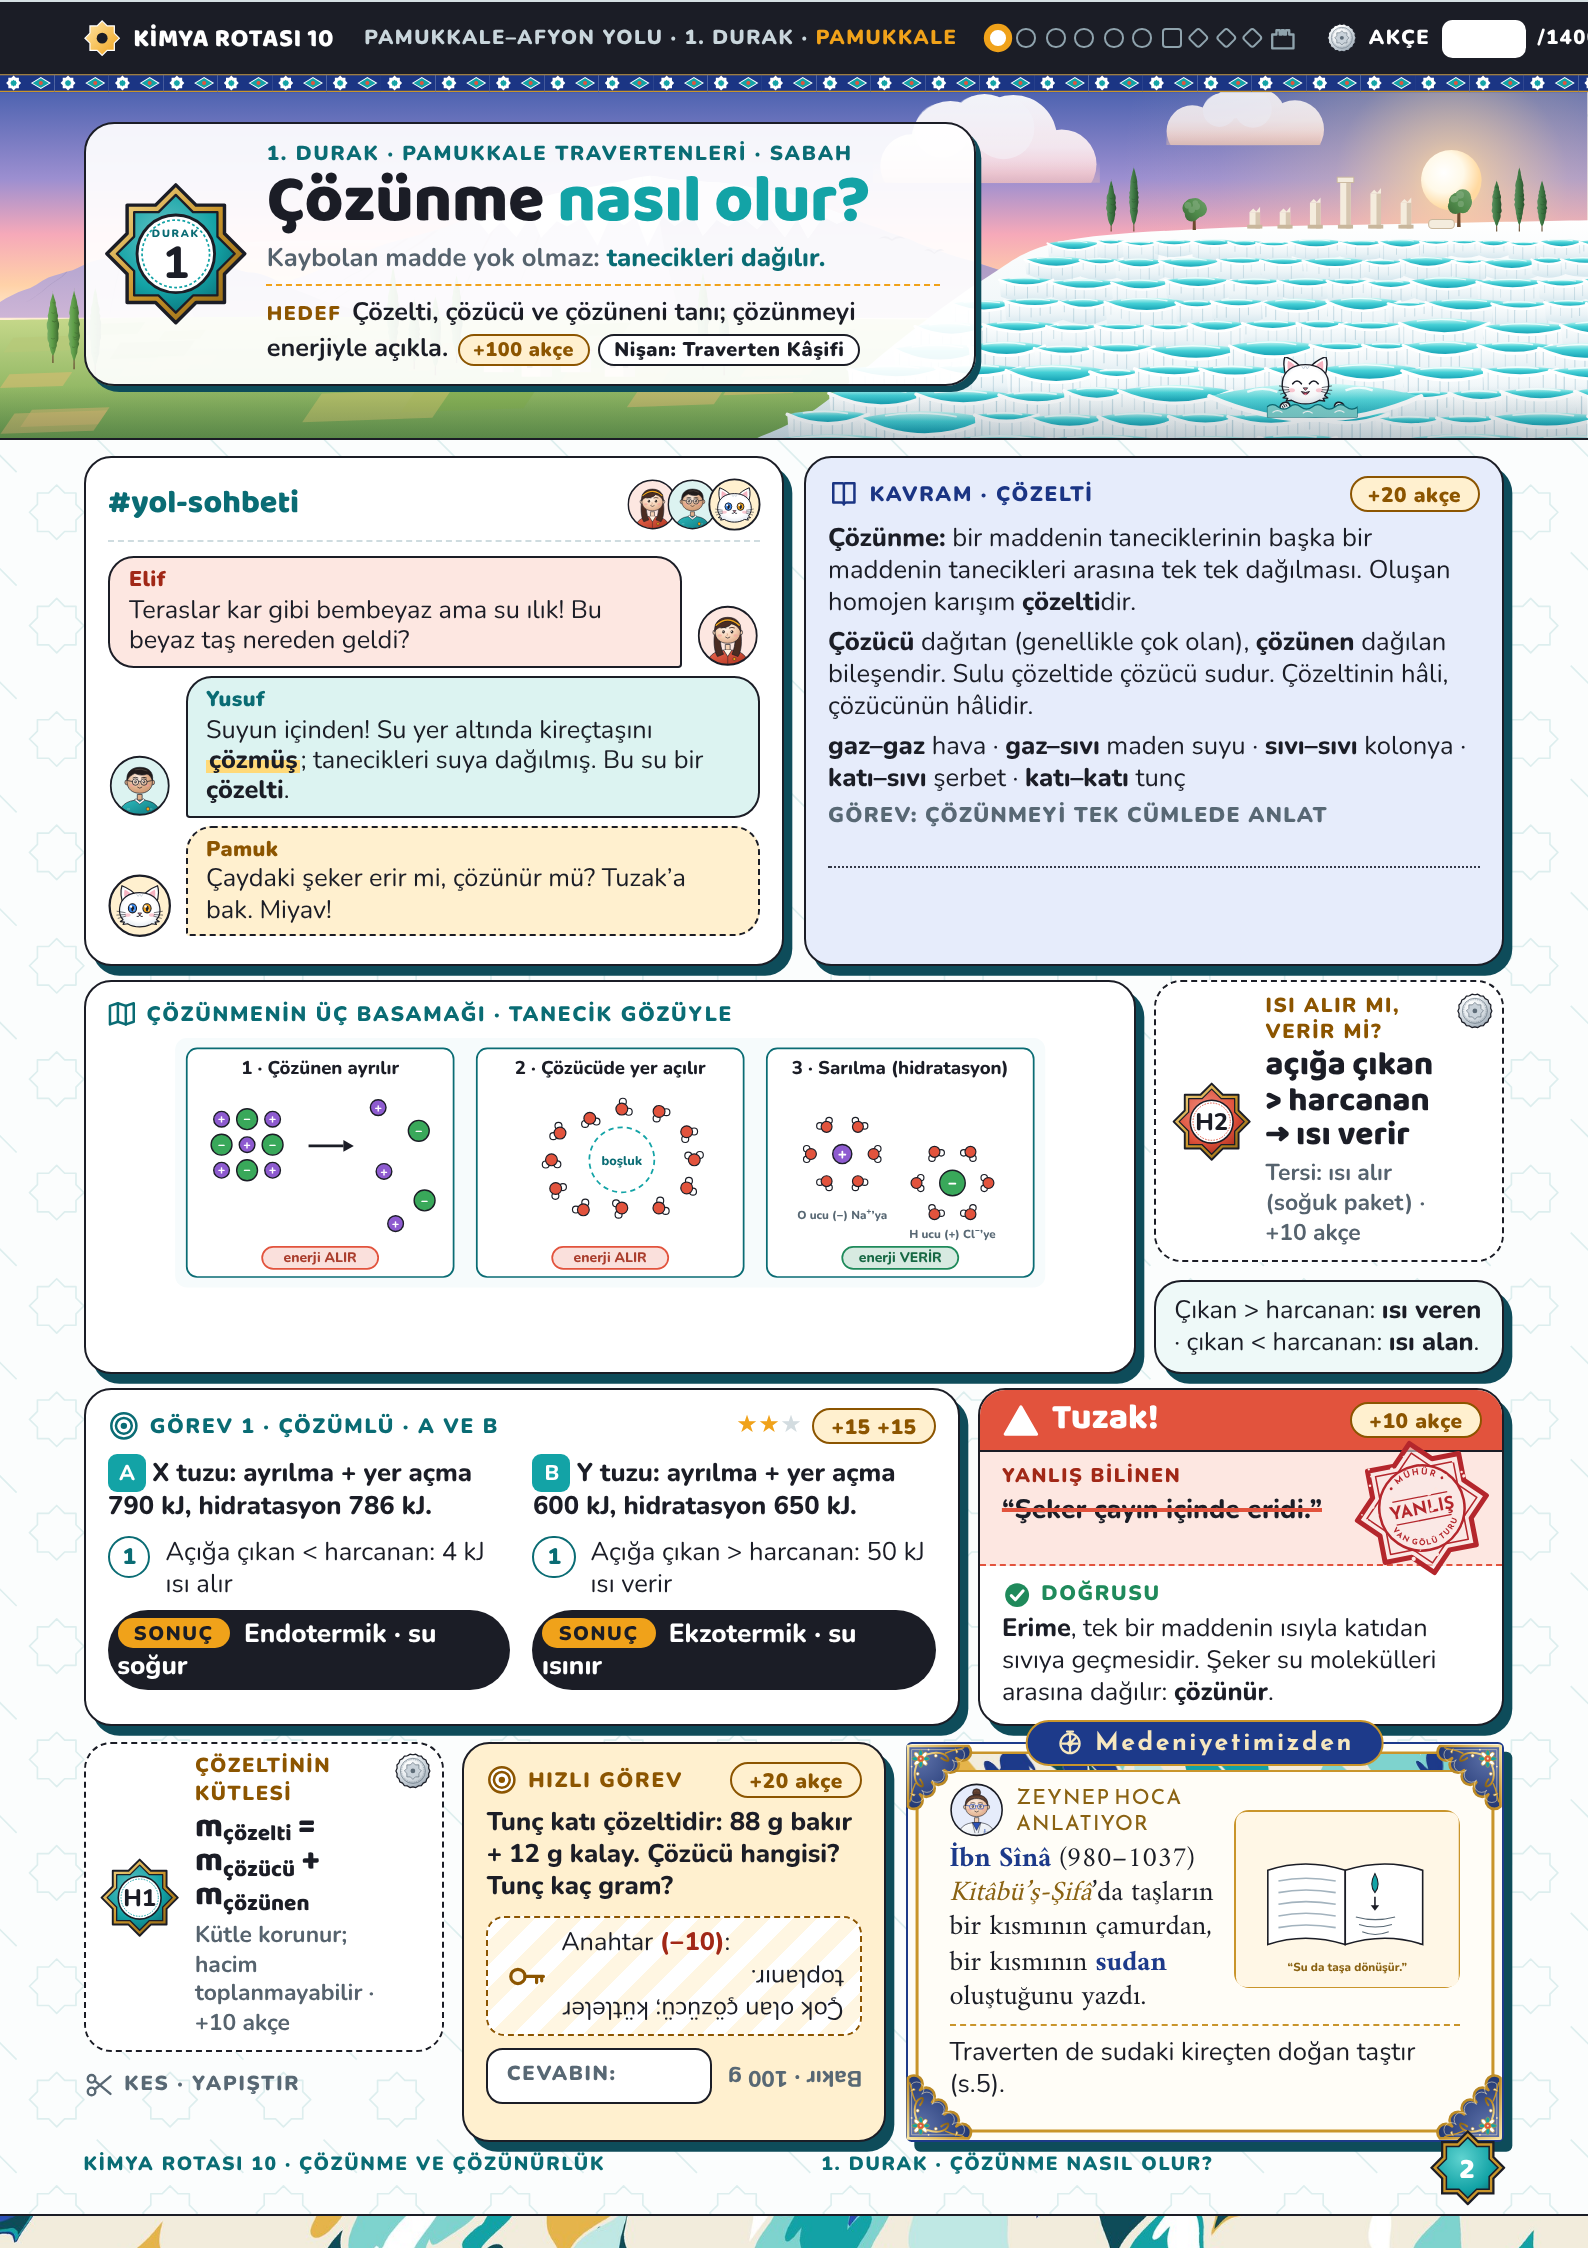 KİMYA ROTASI 10 PAMUKKALE–AFYON YOLU · 1. DURAK · PAMUKKALE AKÇE /140
1. DURAK · PAMUKKALE TRAVERTENLERİ · SABAH
DURAK
1
Çözünme nasıl olur?
Kaybolan madde yok olmaz: tanecikleri dağılır.
HEDEF Çözelti, çözücü ve çözüneni tanı; çözünmeyi
enerjiyle açıkla. +100 akçe Nişan: Traverten Kâşifi
#yol-sohbeti
Elif
Teraslar kar gibi bembeyaz ama su ılık! Bu
beyaz taş nereden geldi?
Yusuf
Suyun içinden! Su yer altında kireçtaşını
çözmüş; tanecikleri suya dağılmış. Bu su bir
çözelti.
Pamuk
Çaydaki şeker erir mi, çözünür mü? Tuzak’a
bak. Miyav!
KAVRAM · ÇÖZELTİ +20 akçe
Çözünme: bir maddenin taneciklerinin başka bir
maddenin tanecikleri arasına tek tek dağılması. Oluşan
homojen karışım çözeltidir.
Çözücü dağıtan (genellikle çok olan), çözünen dağılan
bileşendir. Sulu çözeltide çözücü sudur. Çözeltinin hâli,
çözücünün hâlidir.
gaz–gaz hava · gaz–sıvı maden suyu · sıvı–sıvı kolonya ·
katı–sıvı şerbet · katı–katı tunç
GÖREV: ÇÖZÜNMEYİ TEK CÜMLEDE ANLAT
ÇÖZÜNMENİN ÜÇ BASAMAĞI · TANECİK GÖZÜYLE
1 · Çözünen ayrılır
+ − + + −
− + − +
+ − + − +
enerji ALIR
2 · Çözücüde yer açılır
boşluk
enerji ALIR
3 · Sarılma (hidratasyon)
+
−
O ucu (−) Na⁺'ya
H ucu (+) Cl⁻'ye
enerji VERİR
ISI ALIR MI,
VERİR Mİ?
H2
açığa çıkan
> harcanan
→ ısı verir
Tersi: ısı alır
(soğuk paket) ·
+10 akçe
Çıkan > harcanan: ısı veren
· çıkan < harcanan: ısı alan.
GÖREV 1 · ÇÖZÜMLÜ · A VE B ★★★ +15 +15
A X tuzu: ayrılma + yer açma
790 kJ, hidratasyon 786 kJ.
1 Açığa çıkan < harcanan: 4 kJ
ısı alır
SONUÇ Endotermik · su
soğur
B Y tuzu: ayrılma + yer açma
600 kJ, hidratasyon 650 kJ.
1 Açığa çıkan > harcanan: 50 kJ
ısı verir
SONUÇ Ekzotermik · su
ısınır
Tuzak! +10 akçe
YANLIŞ BİLİNEN
“Şeker çayın içinde eridi.”
MÜHÜR
YANLIŞ
VAN GÖLÜ TURU
DOĞRUSU
Erime, tek bir maddenin ısıyla katıdan
sıvıya geçmesidir. Şeker su molekülleri
arasına dağılır: çözünür.
ÇÖZELTİNİN
KÜTLESİ
H1
mçözelti =
mçözücü +
mçözünen
Kütle korunur;
hacim
toplanmayabilir ·
+10 akçe
KES · YAPIŞTIR
HIZLI GÖREV +20 akçe
Tunç katı çözeltidir: 88 g bakır
+ 12 g kalay. Çözücü hangisi?
Tunç kaç gram?
Anahtar (−10):
Çok olan çözücü; kütleler
toplanır.
CEVABIN: Bakır · 100 g
Medeniyetimizden
ZEYNEP HOCA
ANLATIYOR
İbn Sînâ (980–1037)
Kitâbü’ş-Şifâ’da taşların
bir kısmının çamurdan,
bir kısmının sudan
oluştuğunu yazdı.
“Su da taşa dönüşür.”
Traverten de sudaki kireçten doğan taştır
(s.5).
KİMYA ROTASI 10 · ÇÖZÜNME VE ÇÖZÜNÜRLÜK 1. DURAK · ÇÖZÜNME NASIL OLUR? 2